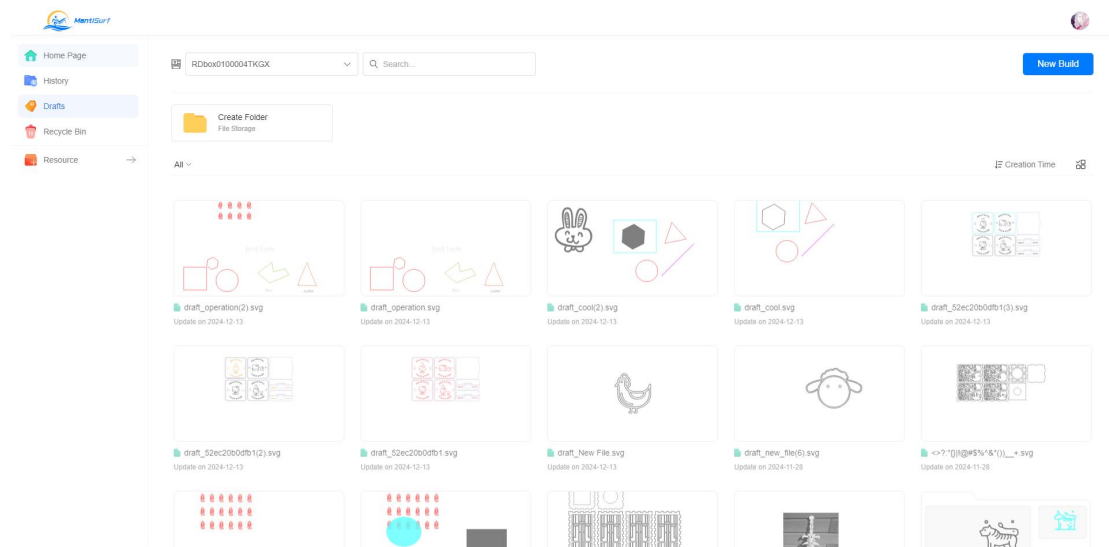 MantiSurf
Home Page
RDbox0100004TKGX
Search...
New Build
History
Drafts
Recycle Bin
Resource
Create Folder
File Storage
All
Creation Time
draft_operation(2).svg
draft_operation.svg
draft_cool(2).svg
draft_cool.svg
draft_52ec20b0dfb1(3).svg
Update on 2024-12-13
Update on 2024-12-13
Update on 2024-12-13
Update on 2024-12-13
Update on 2024-12-13
draft_52ec20b0dfb1(2).svg
draft_52ec20b0dfb1.svg
draft_New File.svg
draft_new_file(6).svg
<>?:"{}|!@#$%^&*())__+.svg
Update on 2024-12-13
Update on 2024-12-13
Update on 2024-12-13
Update on 2024-11-28
Update on 2024-11-28